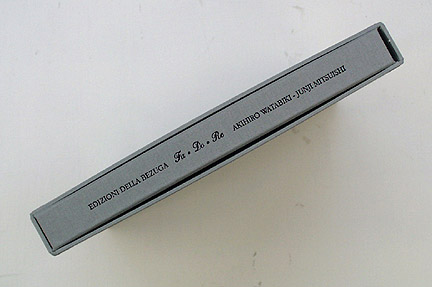 EDIZIONI DELLA BEZUGA Fa • Do • Re AKIHIRO WATABIKI - JUNJI MITSUISHI